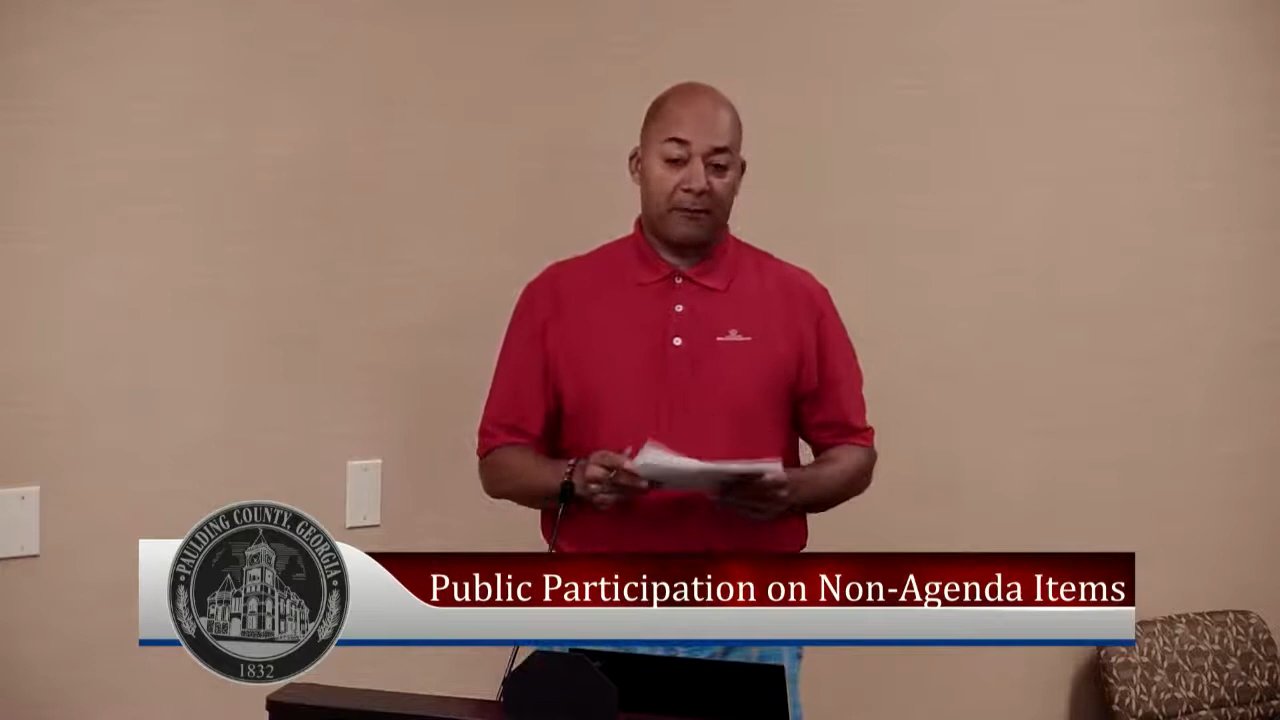 PAULDING COUNTY, GEORGIA
Public Participation on Non-Agenda Items
1832